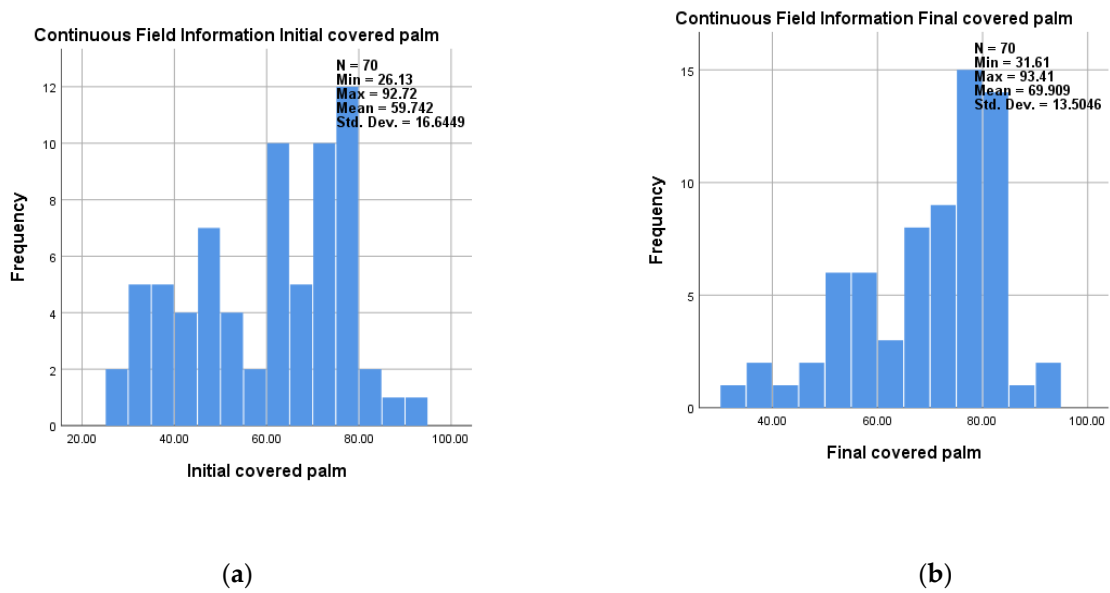 Continuous Field Information Initial covered palm
N = 70
Min = 26.13
Max = 92.72
Mean = 59.742
Std. Dev. = 16.6449
12
10
8
6
4
2
0
Frequency
20.00 40.00 60.00 80.00 100.00
Initial covered palm
(a)
Continuous Field Information Final covered palm
N = 70
Min = 31.61
Max = 93.41
Mean = 69.909
Std. Dev. = 13.5046
15
10
5
0
Frequency
40.00 60.00 80.00 100.00
Final covered palm
(b)